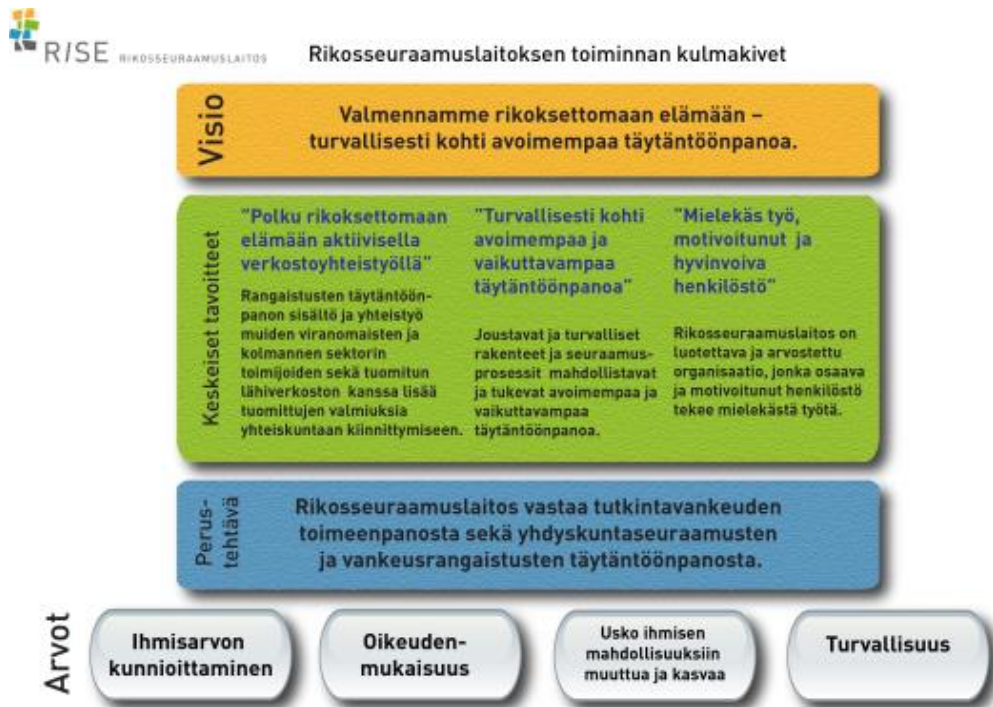 RISE RIKOSSEURAAMUSLAITOS
Rikosseuraamuslaitoksen toiminnan kulmakivet
Visio
Valmennamme rikoksettomaan elämään –
turvallisesti kohti avoimempaa täytäntöönpanoa.
Keskeiset tavoitteet
"Polku rikoksettomaan
elämään aktiivisella
verkostoyhteistyöllä"
Rangaistusten täytäntöön-
panon sisältö ja yhteistyö
muiden viranomaisten ja
kolmannen sektorin
toimijoiden sekä tuomitun
lähiverkoston kanssa lisää
tuomittujen valmiuksia
yhteiskuntaan kiinnittymiseen.
"Turvallisesti kohti
avoimempaa ja
vaikuttavampaa
täytäntöönpanoa"
Joustavat ja turvalliset
rakenteet ja seuraamus-
prosessit mahdollistavat
ja tukevat avoimempaa ja
vaikuttavampaa
täytäntöönpanoa.
"Mielekäs työ,
motivoitunut ja
hyvinvoiva
henkilöstö"
Rikosseuraamuslaitos on
luotettava ja arvostettu
organisaatio, jonka osaava
ja motivoitunut henkilöstö
tekee mielekästä työtä.
Perus-
tehtävä
Rikosseuraamuslaitos vastaa tutkintavankeuden
toimeenpanosta sekä yhdyskuntaseuraamusten
ja vankeusrangaistusten täytäntöönpanosta.
Arvot
Ihmisarvon
kunnioittaminen
Oikeuden-
mukaisuus
Usko ihmisen
mahdollisuuksiin
muuttua ja kasvaa
Turvallisuus